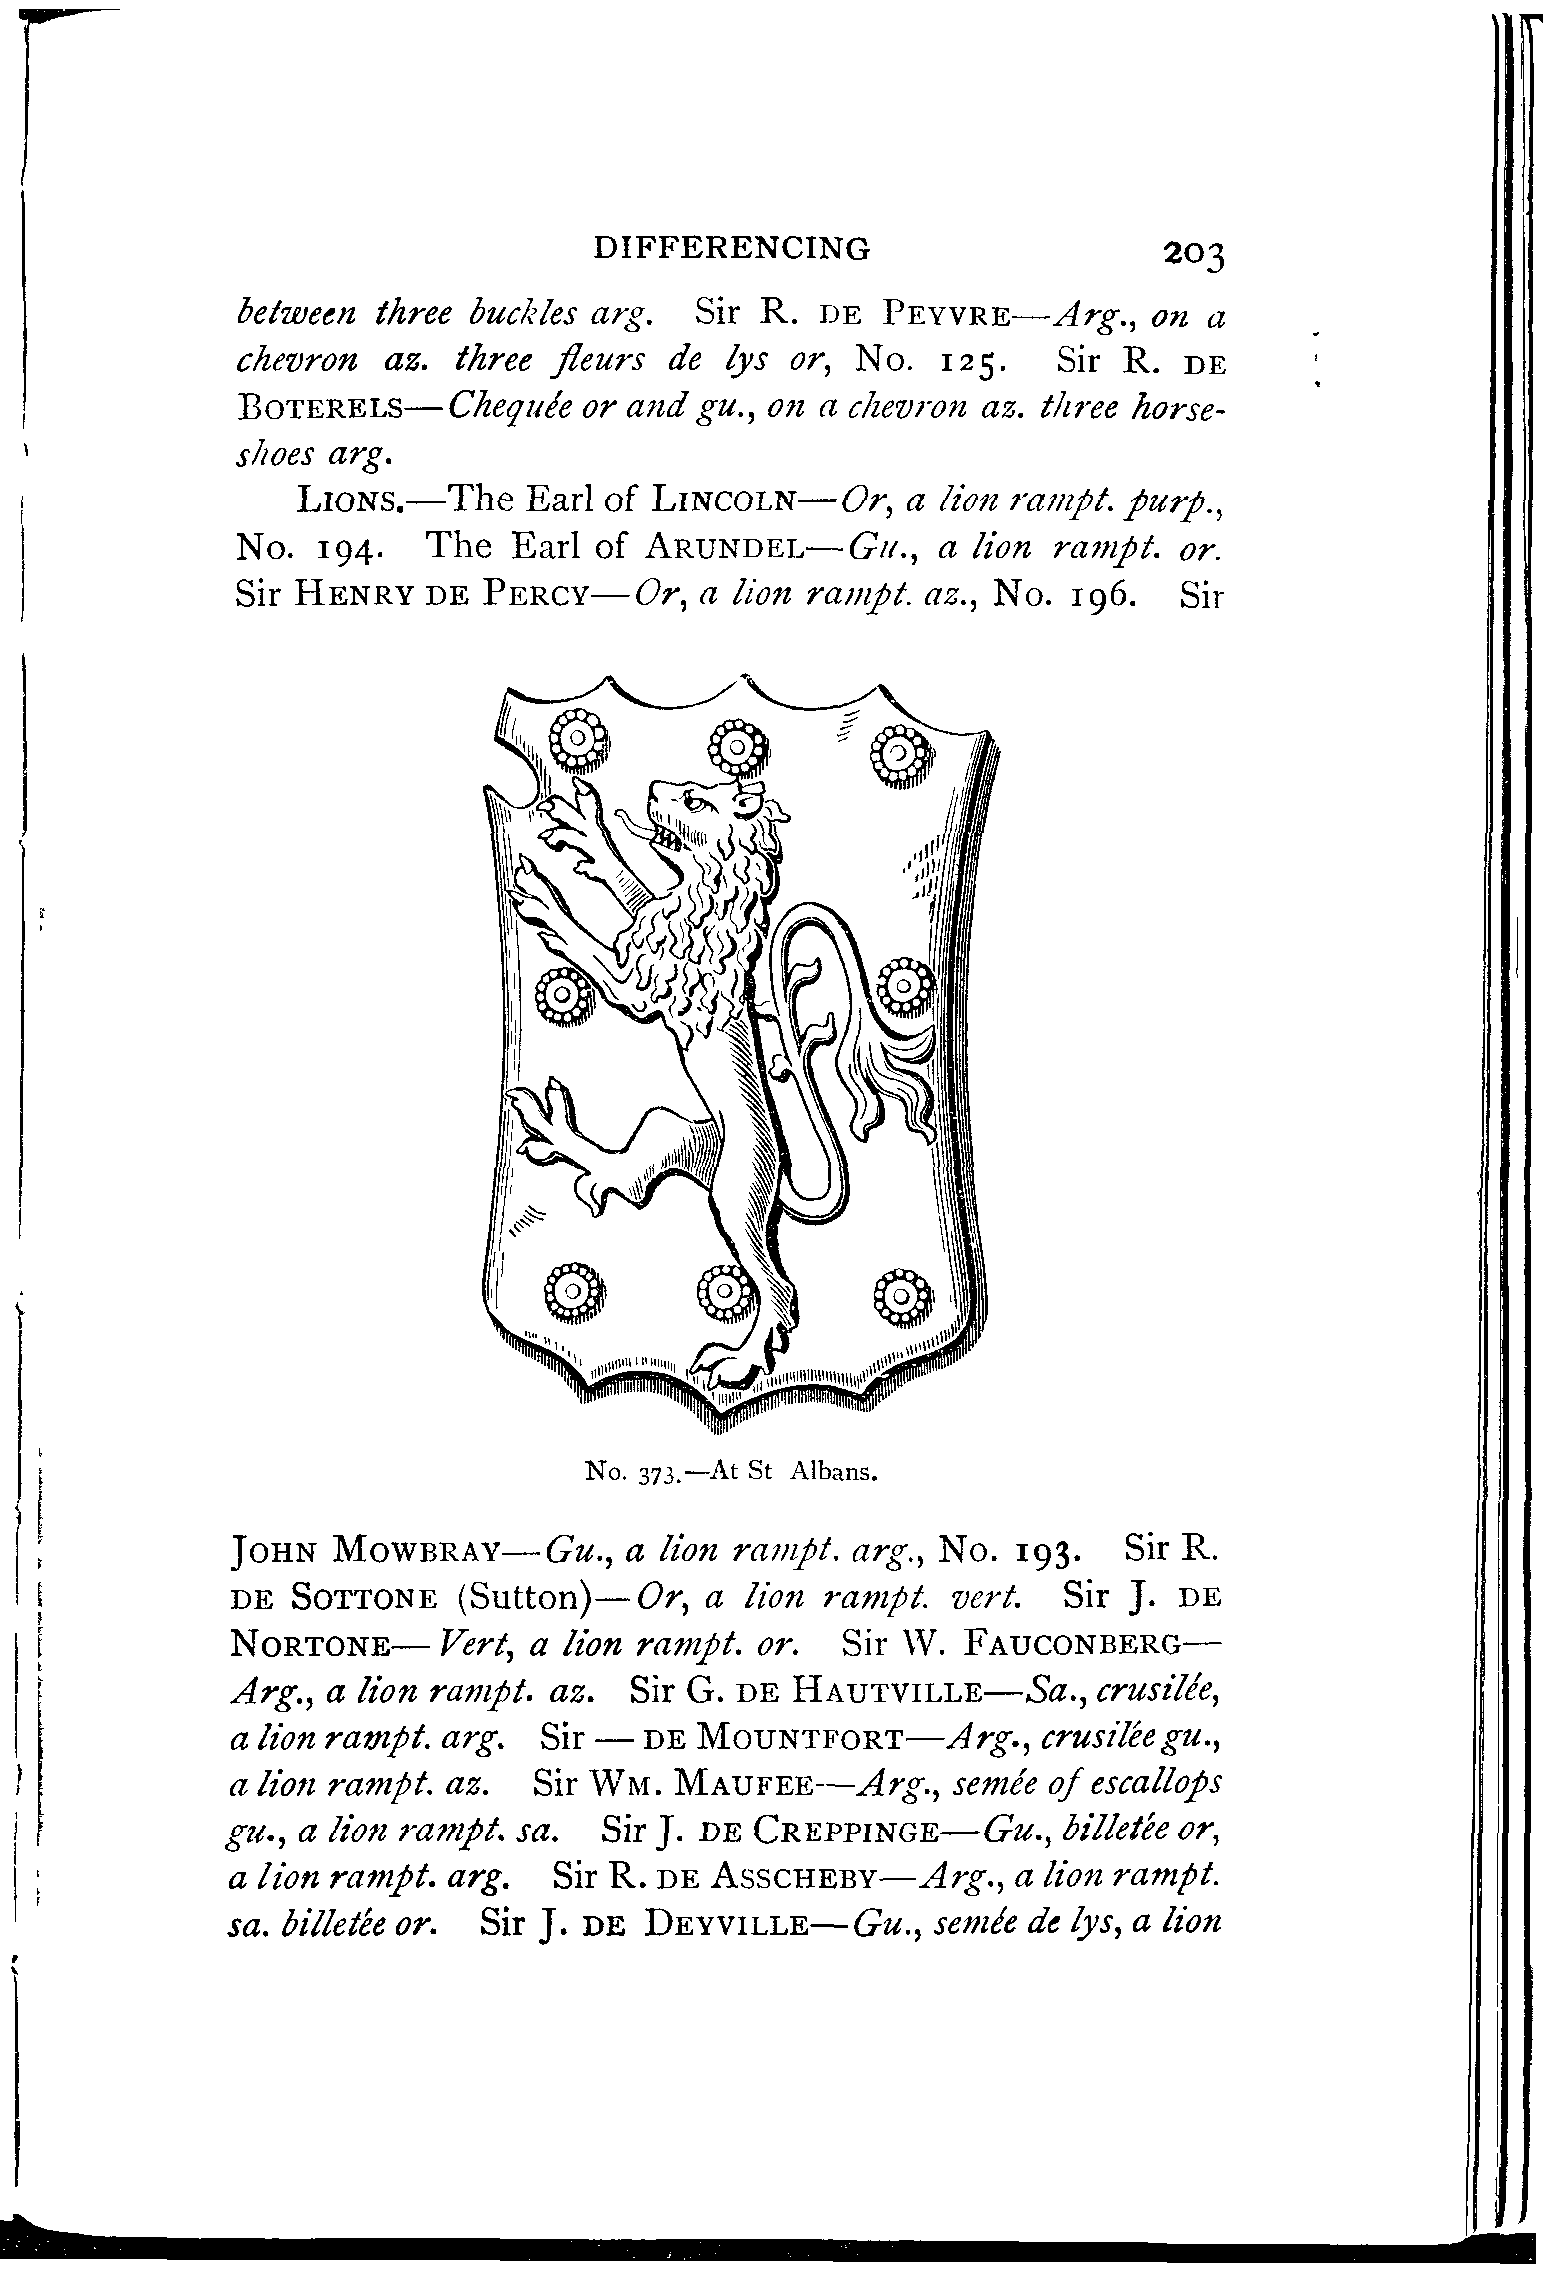 DIFFERENCING 203
between three buckles arg. Sir R. DE PEYVRE—Arg., on a
chevron az. three fleurs de lys or, No. 125. Sir R. DE
BOTERELS—Chequée or and gu., on a chevron az. three horse-
shoes arg.
LIONS.—The Earl of LINCOLN—Or, a lion rampt. purp.,
No. 194. The Earl of ARUNDEL—Gu., a lion rampt. or.
Sir HENRY DE PERCY—Or, a lion rampt. az., No. 196. Sir
No. 373.—At St Albans.
JOHN MOWBRAY—Gu., a lion rampt. arg., No. 193. Sir R.
DE SOTTONE (Sutton)—Or, a lion rampt. vert. Sir J. DE
NORTONE—Vert, a lion rampt. or. Sir W. FAUCONBERG—
Arg., a lion rampt. az. Sir G. DE HAUTVILLE—Sa., crusilée,
a lion rampt. arg. Sir — DE MOUNTFORT—Arg., crusilée gu.,
a lion rampt. az. Sir WM. MAUFEE—Arg., semée of escallops
gu., a lion rampt. sa. Sir J. DE CREPPINGE—Gu., billetée or,
a lion rampt. arg. Sir R. DE ASSCHEBY—Arg., a lion rampt.
sa. billetée or. Sir J. DE DEYVILLE—Gu., semée de lys, a lion